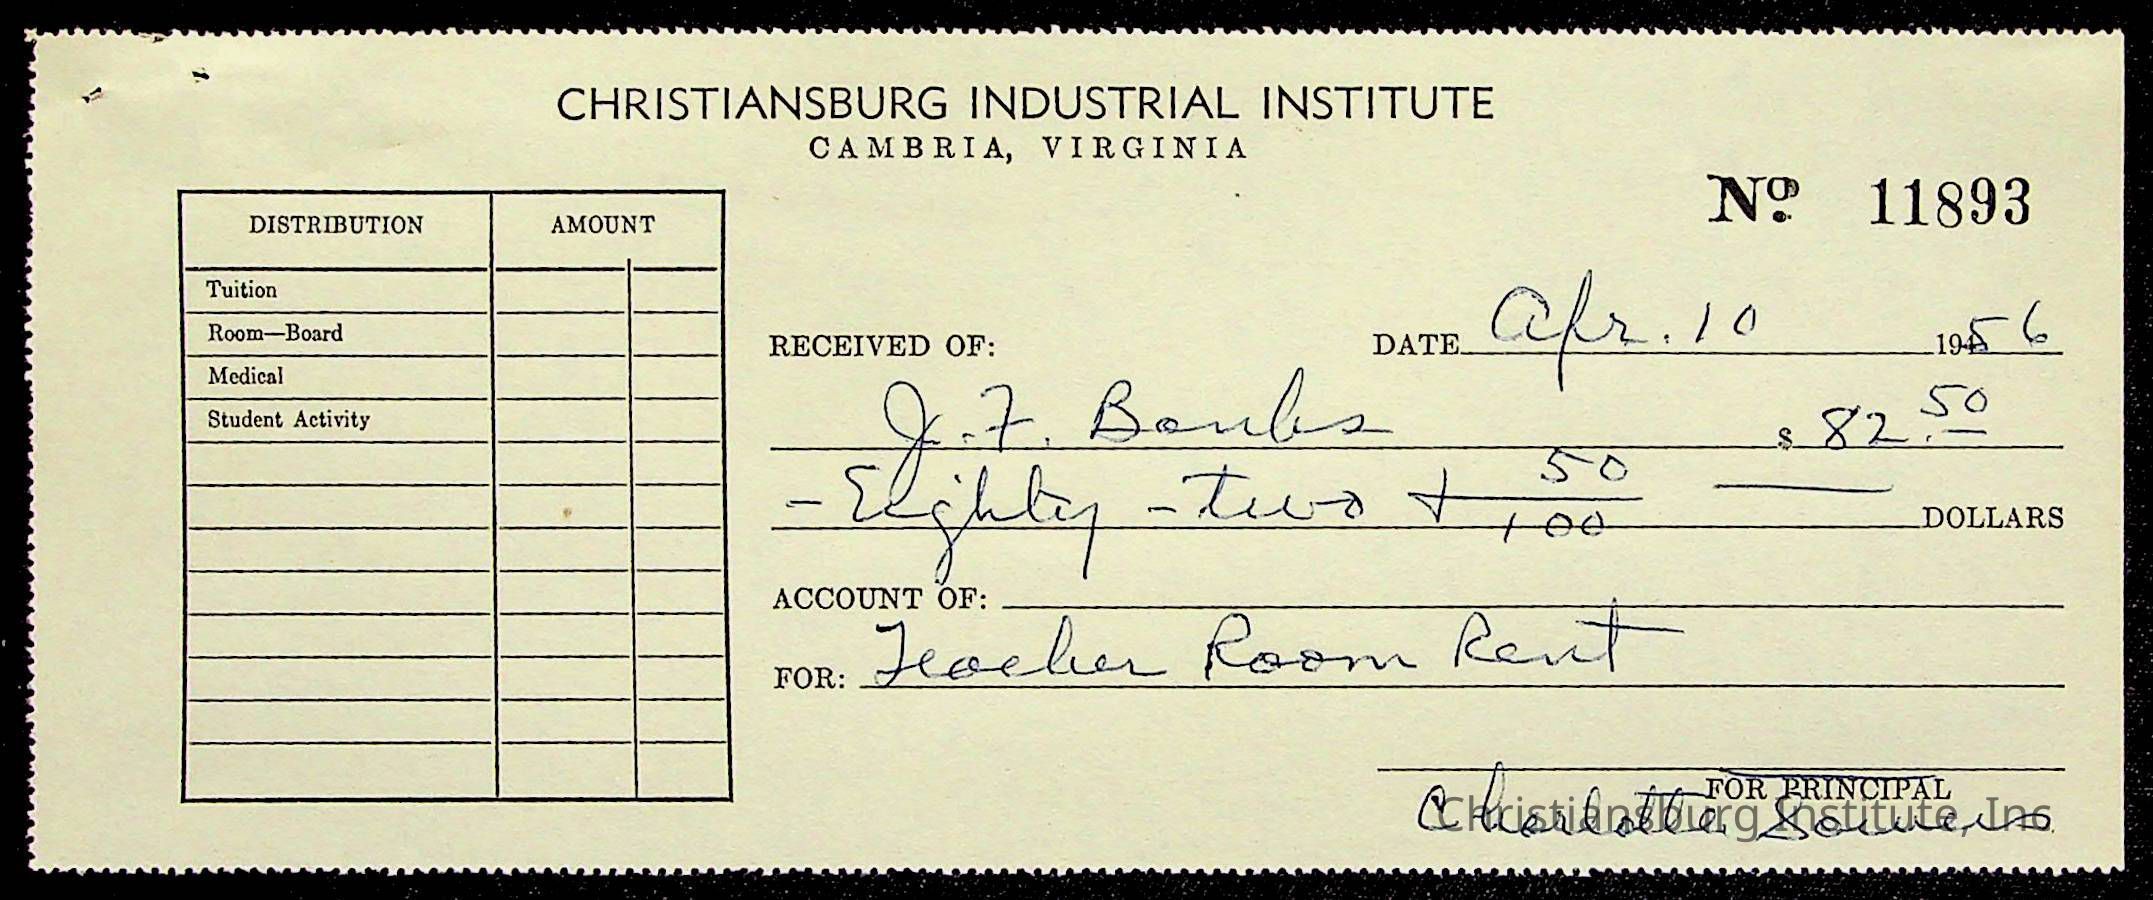 CHRISTIANSBURG INDUSTRIAL INSTITUTE
CAMBRIA, VIRGINIA
No. 11893
DISTRIBUTION AMOUNT
Tuition
Room—Board
Medical
Student Activity
RECEIVED OF: DATE Apr. 10 1956
J. F. Banks $ 82.50
- Eighty - two + 50/100 — DOLLARS
ACCOUNT OF:
FOR: Teacher Room Rent
FOR PRINCIPAL
Charlotte
Christiansburg Institute, Inc